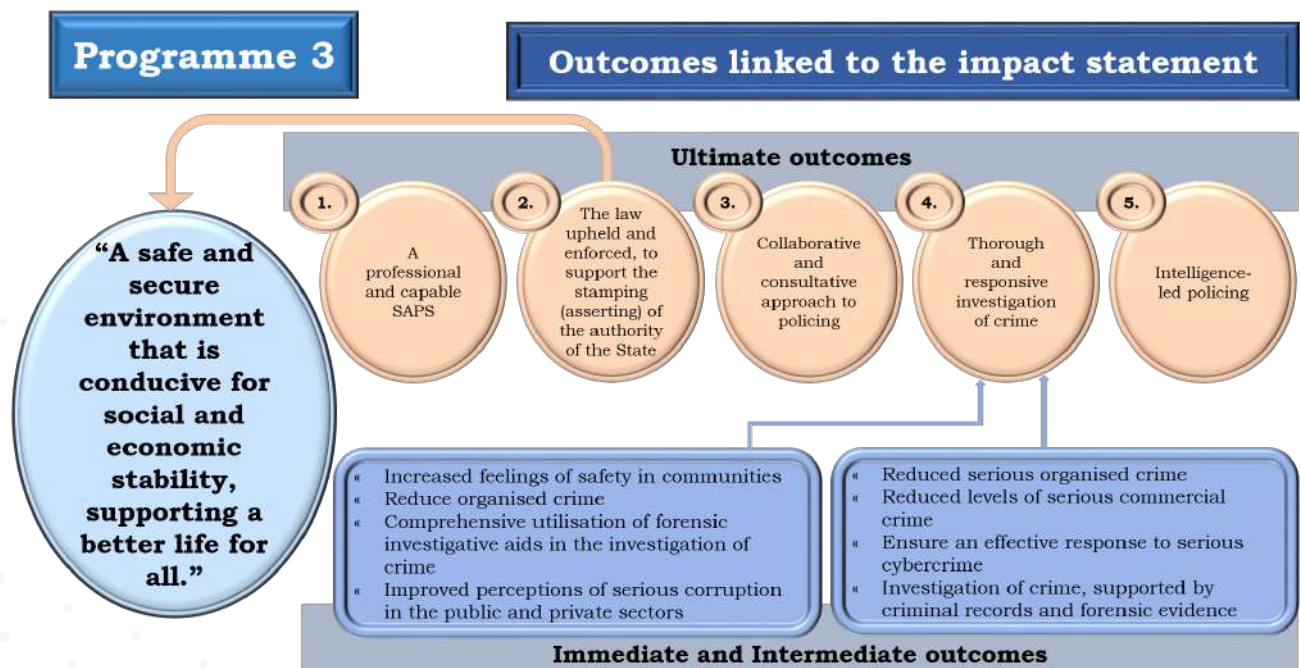 Programme 3
Outcomes linked to the impact statement
Ultimate outcomes
“A safe and
secure
environment
that is
conducive for
social and
economic
stability,
supporting a
better life for
all.”
1.
A
professional
and capable
SAPS
2.
The law
upheld and
enforced, to
support the
stamping
(asserting) of
the authority
of the State
3.
Collaborative
and
consultative
approach to
policing
4.
Thorough
and
responsive
investigation
of crime
5.
Intelligence-
led policing
« Increased feelings of safety in communities
« Reduce organised crime
« Comprehensive utilisation of forensic
investigative aids in the investigation of
crime
« Improved perceptions of serious corruption
in the public and private sectors
« Reduced serious organised crime
« Reduced levels of serious commercial
crime
« Ensure an effective response to serious
cybercrime
« Investigation of crime, supported by
criminal records and forensic evidence
Immediate and Intermediate outcomes